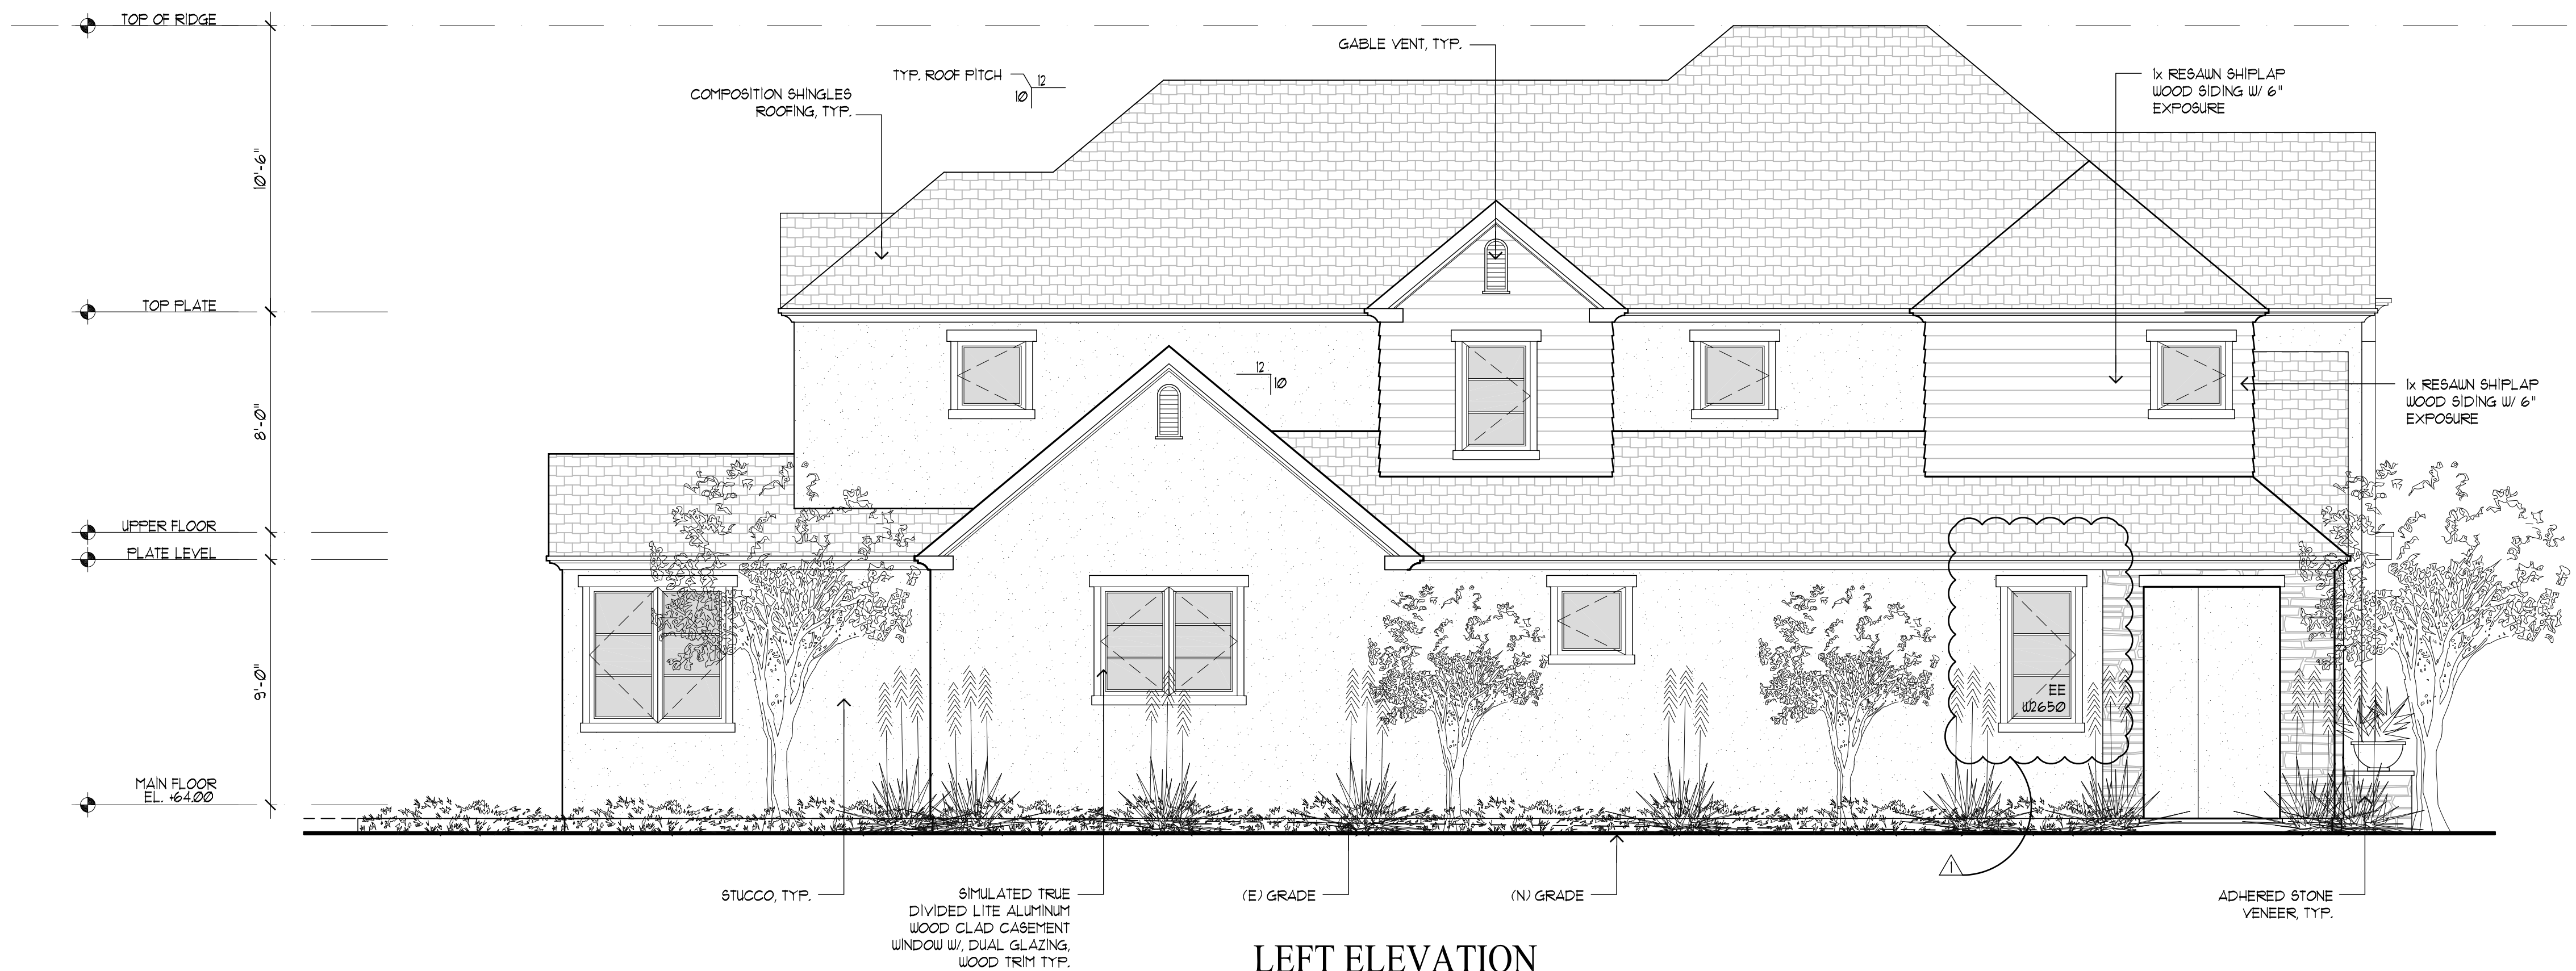 TOP OF RIDGE
GABLE VENT, TYP.
TYP. ROOF PITCH
12
10
COMPOSITION SHINGLES
ROOFING, TYP.
1x RESAWN SHIPLAP
WOOD SIDING W/ 6"
EXPOSURE
10'-6"
TOP PLATE
12
10
1x RESAWN SHIPLAP
WOOD SIDING W/ 6"
EXPOSURE
8'-0"
UPPER FLOOR
PLATE LEVEL
9'-0"
EE
W2650
MAIN FLOOR
EL. +64.00
1
STUCCO, TYP.
SIMULATED TRUE
DIVIDED LITE ALUMINUM
WOOD CLAD CASEMENT
WINDOW W/, DUAL GLAZING,
WOOD TRIM TYP.
(E) GRADE
(N) GRADE
ADHERED STONE
VENEER, TYP.
LEFT ELEVATION